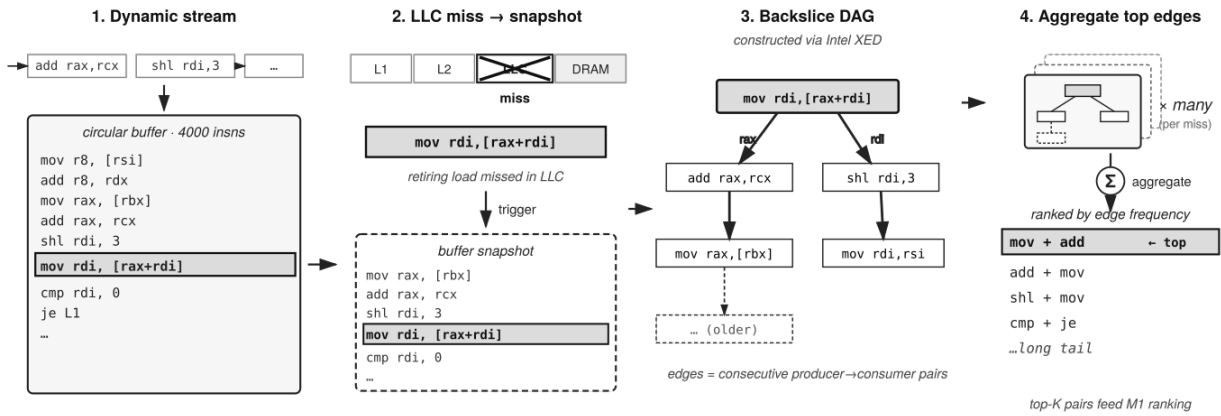 1. Dynamic stream
add rax,rcx
shl rdi,3
…
circular buffer · 4000 insns
mov r8, [rsi]
add r8, rdx
mov rax, [rbx]
add rax, rcx
shl rdi, 3
mov rdi, [rax+rdi]
cmp rdi, 0
je L1
…
2. LLC miss → snapshot
L1
L2
LLC
DRAM
miss
mov rdi,[rax+rdi]
retiring load missed in LLC
trigger
buffer snapshot
mov rax, [rbx]
add rax, rcx
shl rdi, 3
mov rdi, [rax+rdi]
cmp rdi, 0
…
3. Backslice DAG
constructed via Intel XED
mov rdi,[rax+rdi]
rax
rdi
add rax,rcx
shl rdi,3
mov rax,[rbx]
mov rdi,rsi
… (older)
edges = consecutive producer→consumer pairs
4. Aggregate top edges
× many
(per miss)
Σ
aggregate
ranked by edge frequency
mov + add ← top
add + mov
shl + mov
cmp + je
…long tail
top-K pairs feed M1 ranking